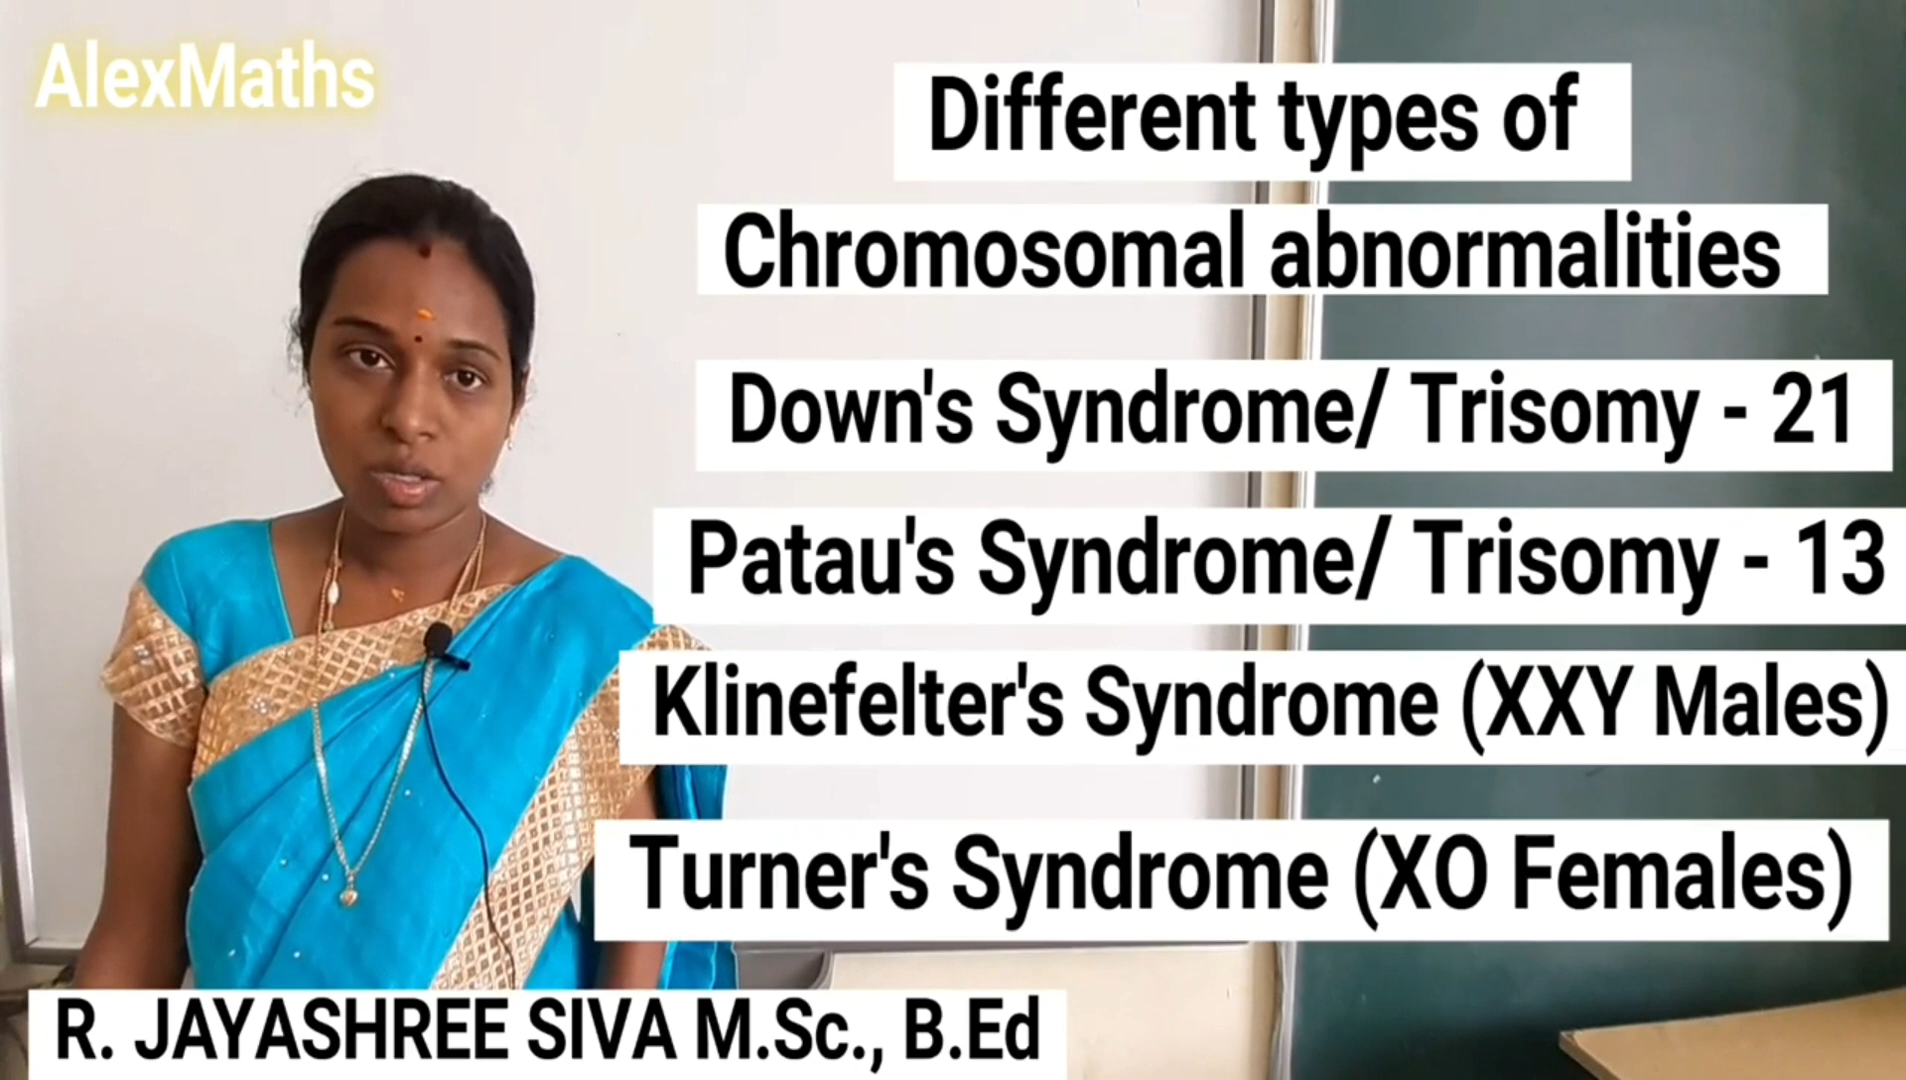 AlexMaths
Different types of
Chromosomal abnormalities
Down's Syndrome/ Trisomy - 21
Patau's Syndrome/ Trisomy - 13
Klinefelter's Syndrome (XXY Males)
Turner's Syndrome (XO Females)
R. JAYASHREE SIVA M.Sc., B.Ed